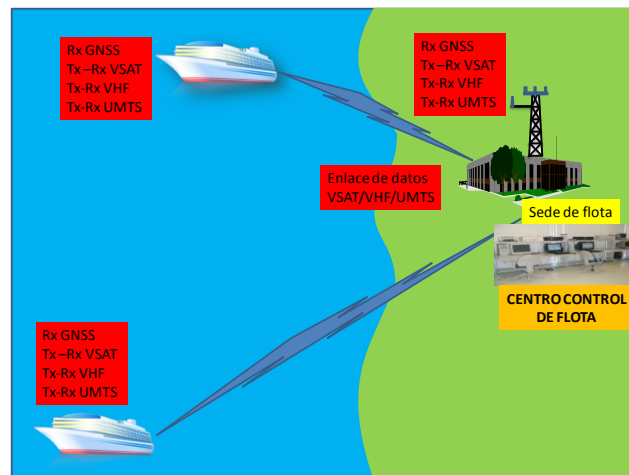 Rx GNSS
Tx –Rx VSAT
Tx-Rx VHF
Tx-Rx UMTS
Rx GNSS
Tx –Rx VSAT
Tx-Rx VHF
Tx-Rx UMTS
Enlace de datos
VSAT/VHF/UMTS
Sede de flota
CENTRO CONTROL
DE FLOTA
Rx GNSS
Tx –Rx VSAT
Tx-Rx VHF
Tx-Rx UMTS